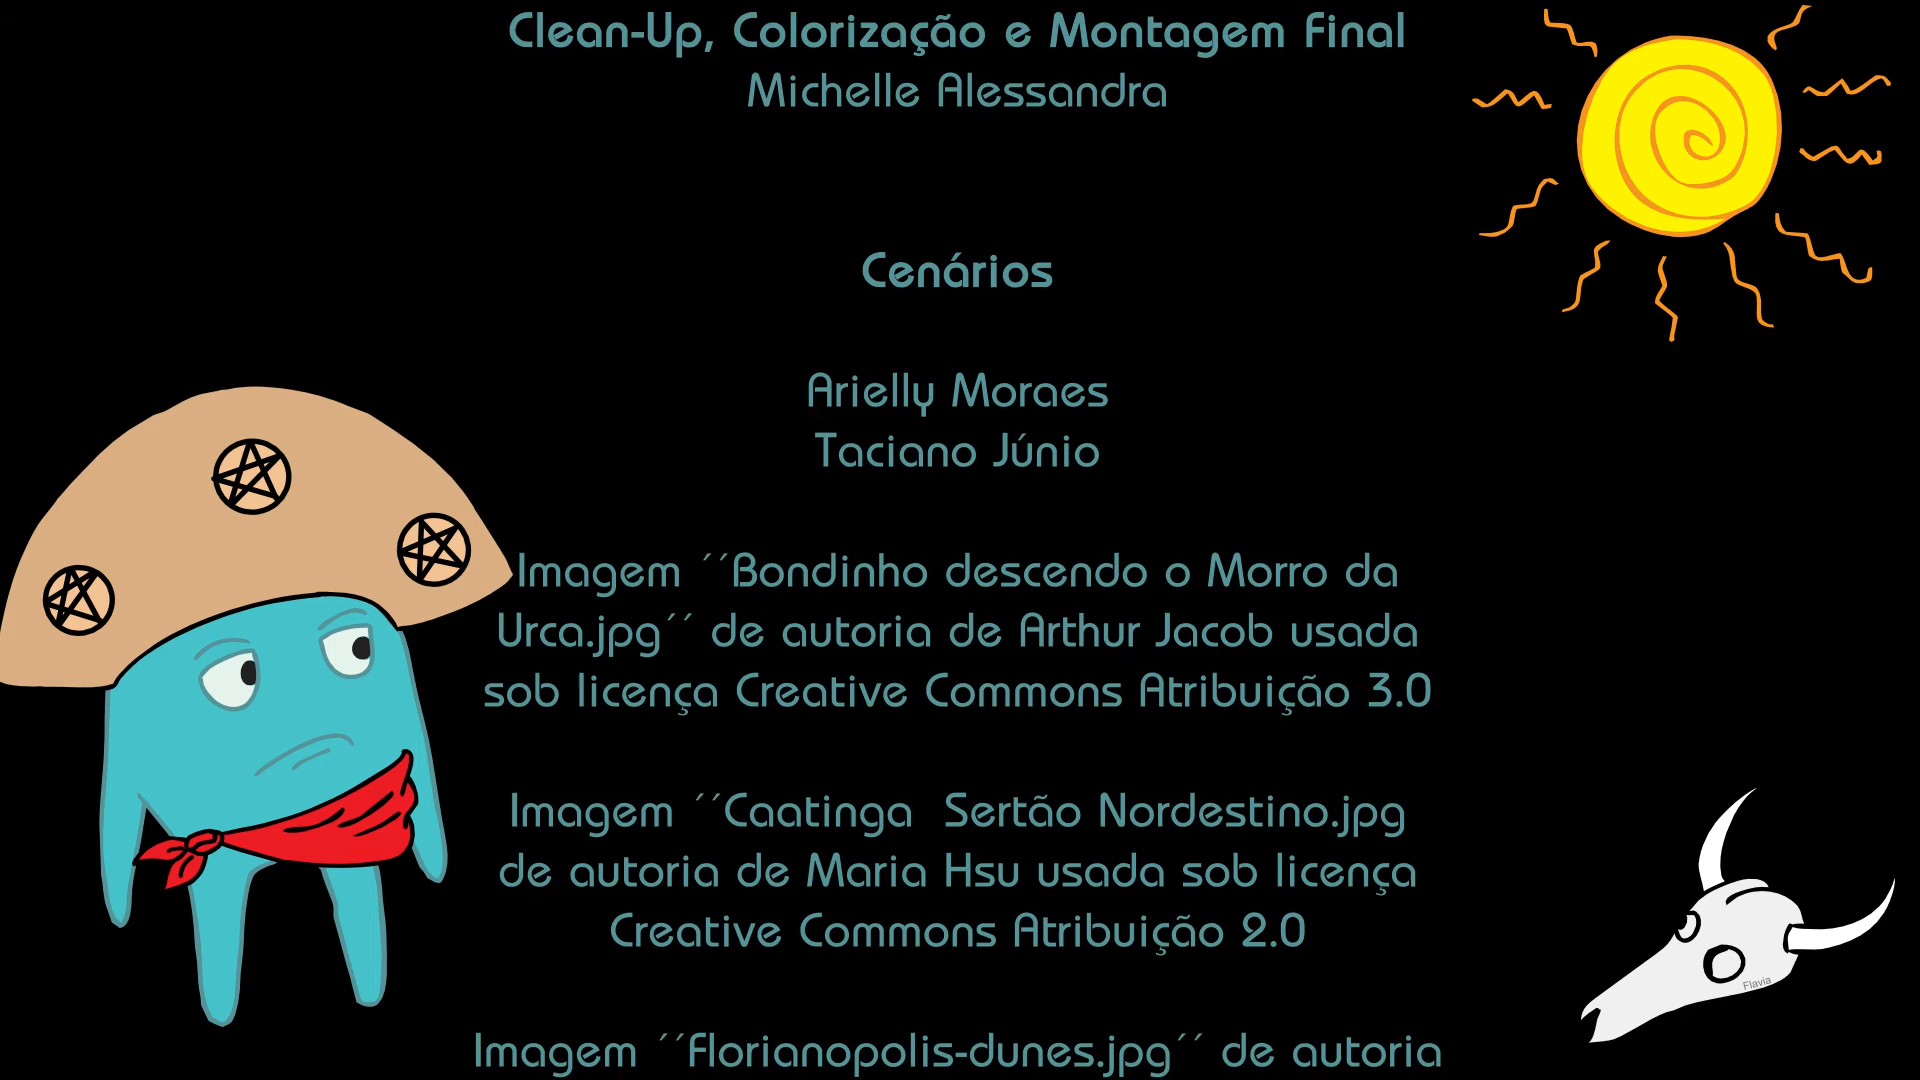 Clean-Up, Colorização e Montagem Final
Michelle Alessandra
Cenários
Arielly Moraes
Taciano Júnio
Imagem ´´Bondinho descendo o Morro da
Urca.jpg´´ de autoria de Arthur Jacob usada
sob licença Creative Commons Atribuição 3.0
Imagem ´´Caatinga  Sertão Nordestino.jpg
de autoria de Maria Hsu usada sob licença
Creative Commons Atribuição 2.0
Flavia
Imagem ´´Florianopolis-dunes.jpg´´ de autoria